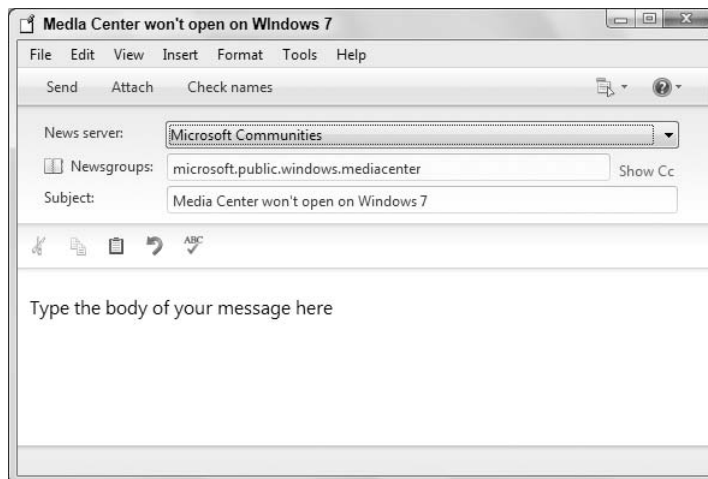 Media Center won't open on WIndows 7
File Edit View Insert Format Tools Help
Send Attach Check names
News server: Microsoft Communities
Newsgroups: microsoft.public.windows.mediacenter Show Cc
Subject: Media Center won't open on Windows 7
ABC
Type the body of your message here